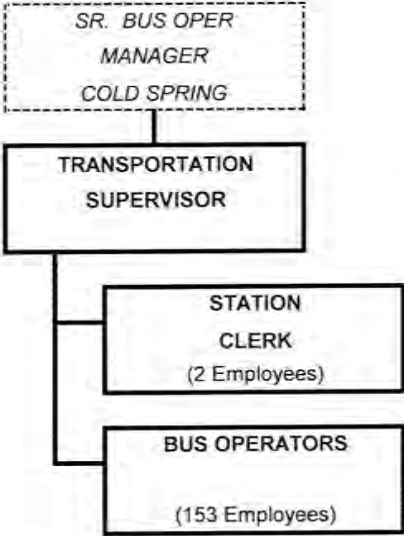 SR. BUS OPER
MANAGER
COLD SPRING
TRANSPORTATION
SUPERVISOR
STATION
CLERK
(2 Employees)
BUS OPERATORS
(153 Employees)